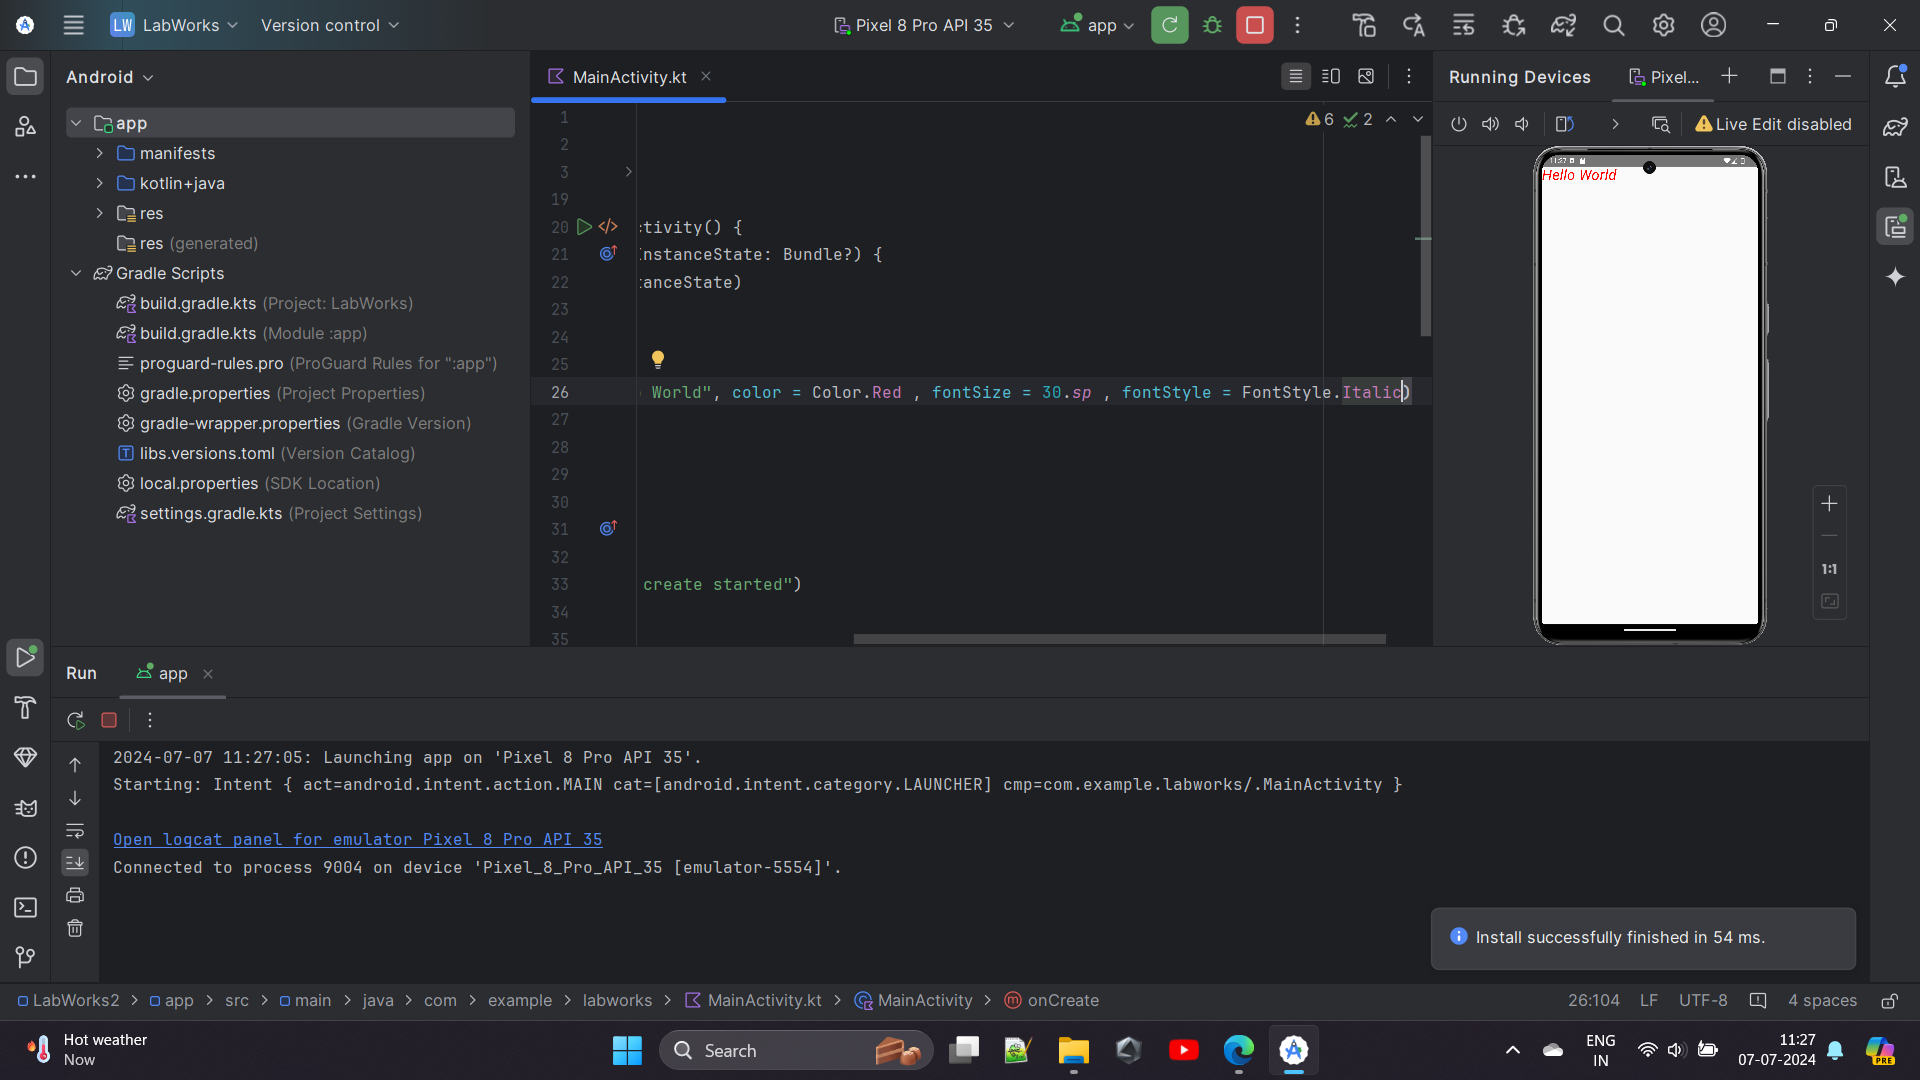 LW LabWorks Version control Pixel 8 Pro API 35 app
Android
MainActivity.kt
Running Devices Pixel...
6 2
Live Edit disabled
app
manifests
kotlin+java
res
res (generated)
Gradle Scripts
build.gradle.kts (Project: LabWorks)
build.gradle.kts (Module :app)
proguard-rules.pro (ProGuard Rules for ":app")
gradle.properties (Project Properties)
gradle-wrapper.properties (Gradle Version)
libs.versions.toml (Version Catalog)
local.properties (SDK Location)
settings.gradle.kts (Project Settings)
1
2
3
19
20 tivity() {
21 nstanceState: Bundle?) {
22 anceState)
23
24
25
26 World", color = Color.Red , fontSize = 30.sp , fontStyle = FontStyle.Italic)
27
28
29
30
31
32
33 create started")
34
35
11:27
Hello World
1:1
Run app
2024-07-07 11:27:05: Launching app on 'Pixel 8 Pro API 35'.
Starting: Intent { act=android.intent.action.MAIN cat=[android.intent.category.LAUNCHER] cmp=com.example.labworks/.MainActivity }
Open logcat panel for emulator Pixel 8 Pro API 35
Connected to process 9004 on device 'Pixel_8_Pro_API_35 [emulator-5554]'.
Install successfully finished in 54 ms.
LabWorks2 > app > src > main > java > com > example > labworks > MainActivity.kt > MainActivity > onCreate
26:104 LF UTF-8 4 spaces
Hot weather
Now
Search
ENG
IN
11:27
07-07-2024
PRE